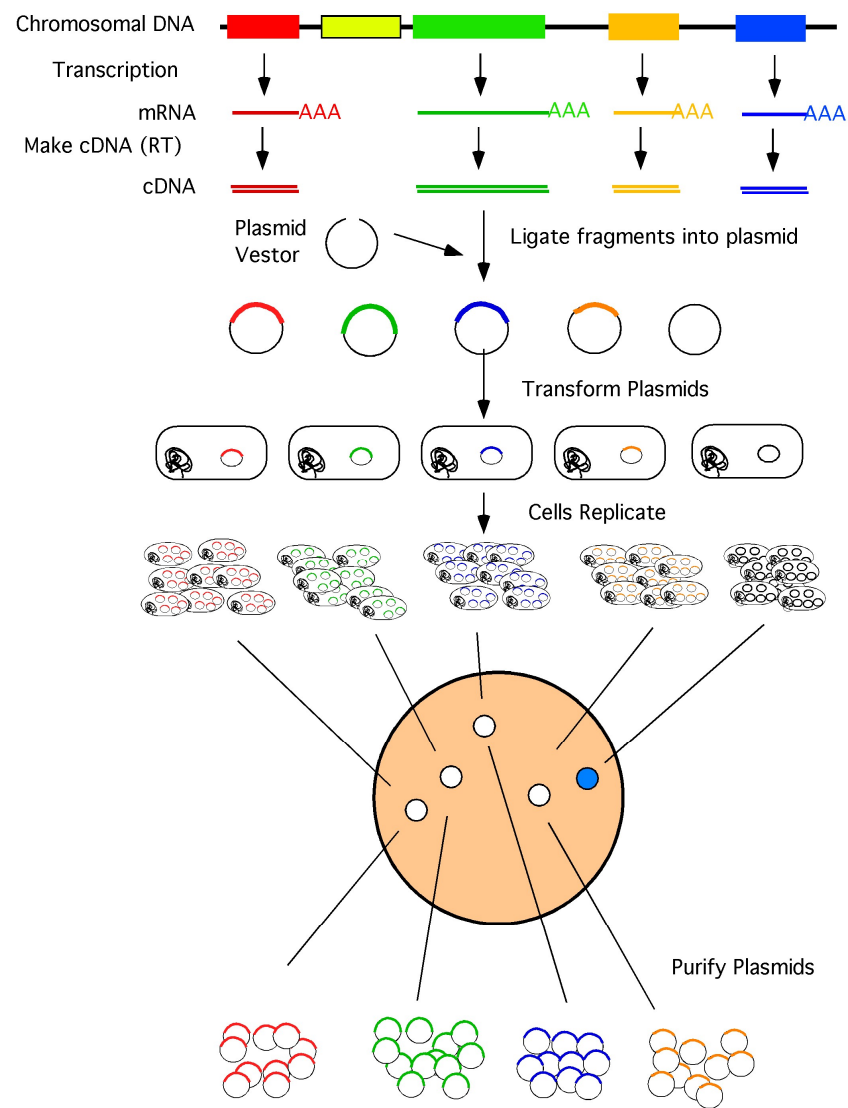 Chromosomal DNA
Transcription
mRNA
AAA
AAA
AAA
AAA
Make cDNA (RT)
cDNA
Plasmid
Vestor
Ligate fragments into plasmid
Transform Plasmids
Cells Replicate
Purify Plasmids